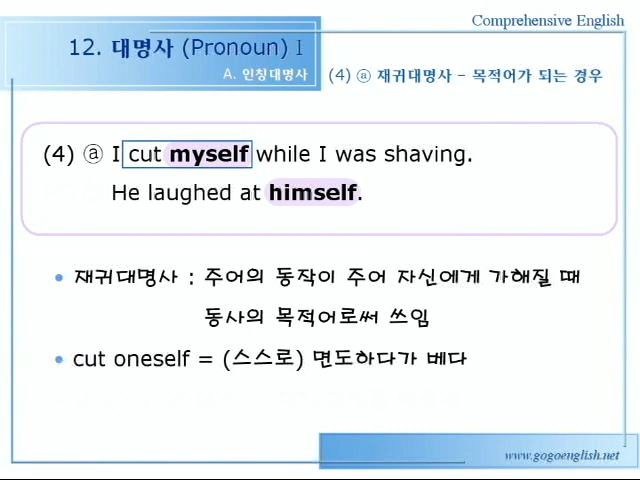 Comprehensive English
12. 대명사 (Pronoun) I
A. 인칭대명사
(4) ⓐ 재귀대명사 – 목적어가 되는 경우
(4) ⓐ I cut myself while I was shaving.
He laughed at himself.
• 재귀대명사 : 주어의 동작이 주어 자신에게 가해질 때
동사의 목적어로써 쓰임
• cut oneself = (스스로) 면도하다가 베다
www.gogoenglish.net